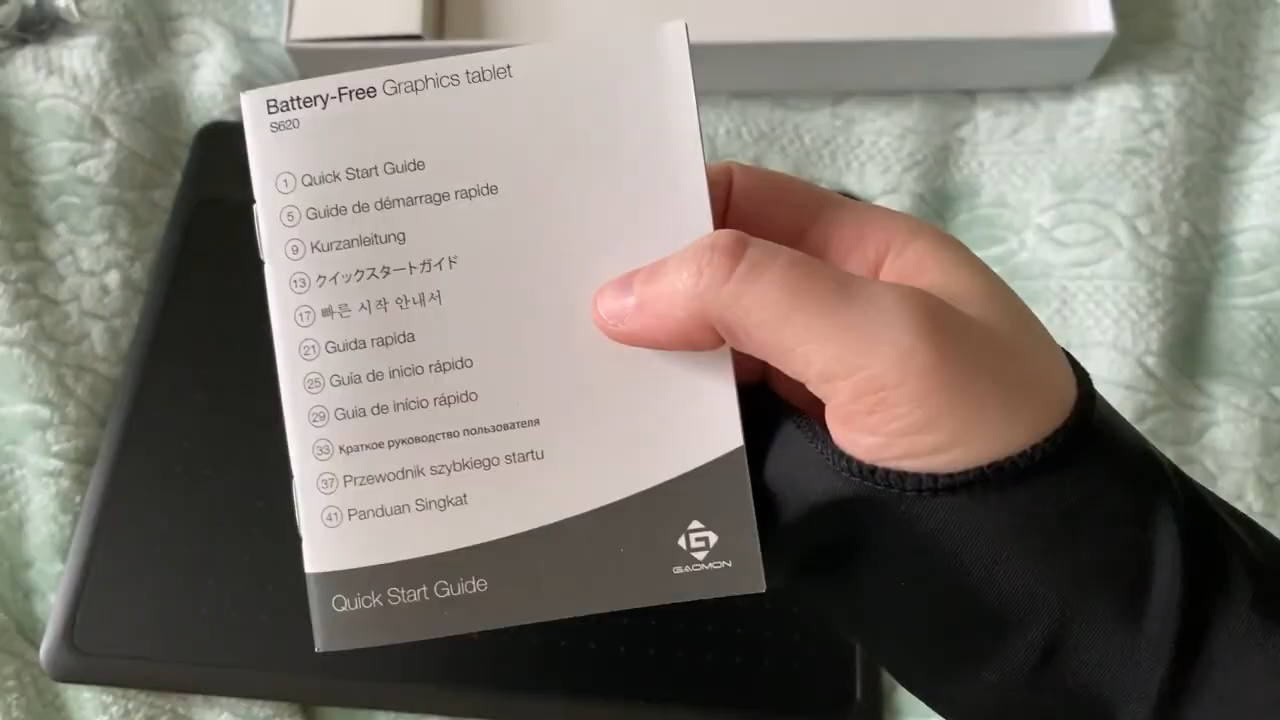 Battery-Free Graphics tablet
S620
1 Quick Start Guide
5 Guide de démarrage rapide
9 Kurzanleitung
13 クイックスタートガイド
17 빠른 시작 안내서
21 Guida rapida
25 Guía de inicio rápido
29 Guia de início rápido
33 Краткое руководство пользователя
37 Przewodnik szybkiego startu
41 Panduan Singkat
Quick Start Guide
GAOMON